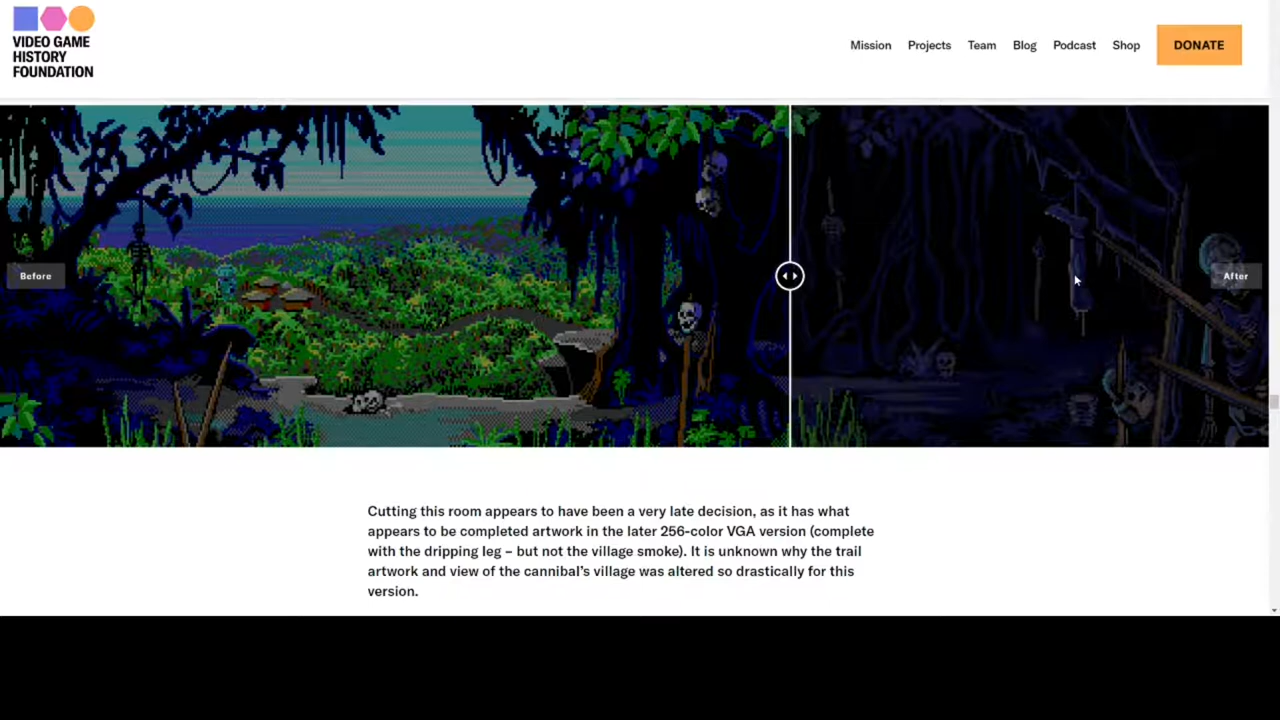 VIDEO GAME
HISTORY
FOUNDATION
Mission Projects Team Blog Podcast Shop DONATE
Before
After
Cutting this room appears to have been a very late decision, as it has what
appears to be completed artwork in the later 256-color VGA version (complete
with the dripping leg – but not the village smoke). It is unknown why the trail
artwork and view of the cannibal’s village was altered so drastically for this
version.